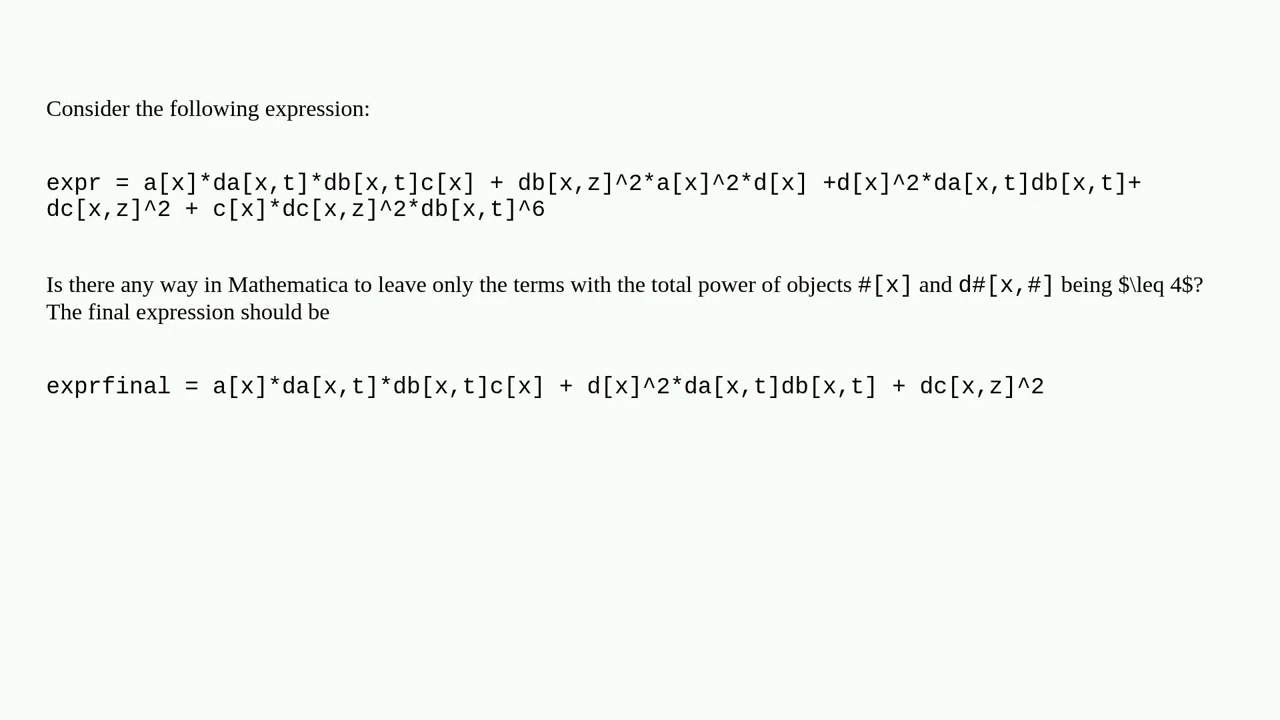 Consider the following expression:
expr = a[x]*da[x,t]*db[x,t]c[x] + db[x,z]^2*a[x]^2*d[x] +d[x]^2*da[x,t]db[x,t]+
dc[x,z]^2 + c[x]*dc[x,z]^2*db[x,t]^6
Is there any way in Mathematica to leave only the terms with the total power of objects #[x] and d#[x,#] being $\leq 4$?
The final expression should be
exprfinal = a[x]*da[x,t]*db[x,t]c[x] + d[x]^2*da[x,t]db[x,t] + dc[x,z]^2